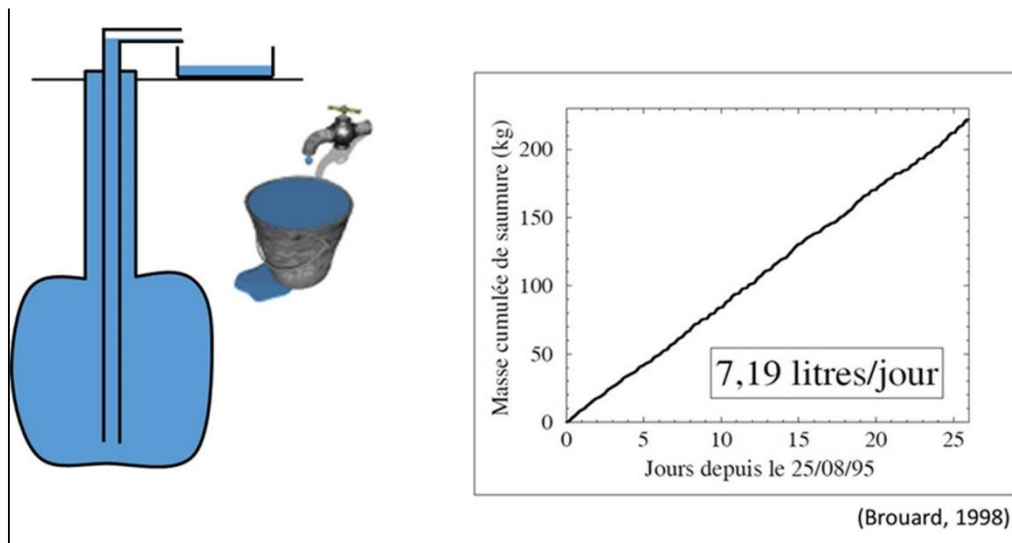 Masse cumulée de saumure (kg)
200
150
100
50
0
7,19 litres/jour
0 5 10 15 20 25
Jours depuis le 25/08/95
(Brouard, 1998)